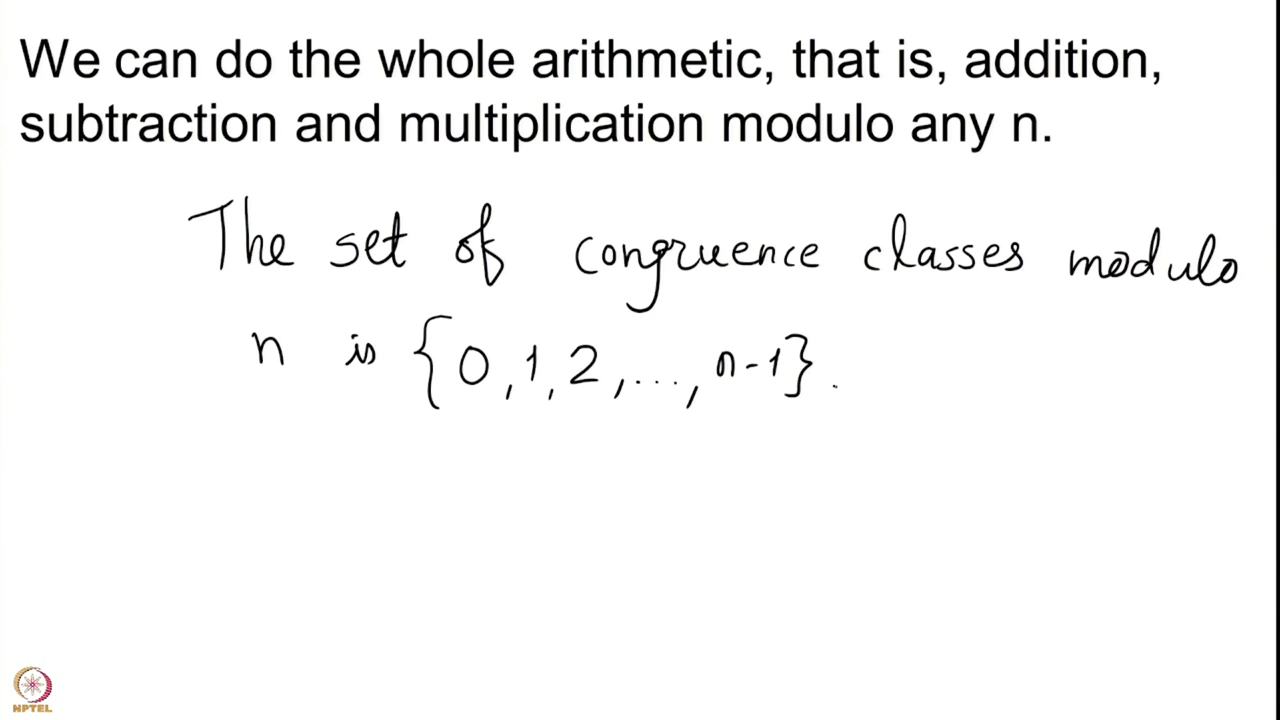 We can do the whole arithmetic, that is, addition,
subtraction and multiplication modulo any n.
The set of congruence classes modulo
n is {0, 1, 2, ..., n-1}.
NPTEL